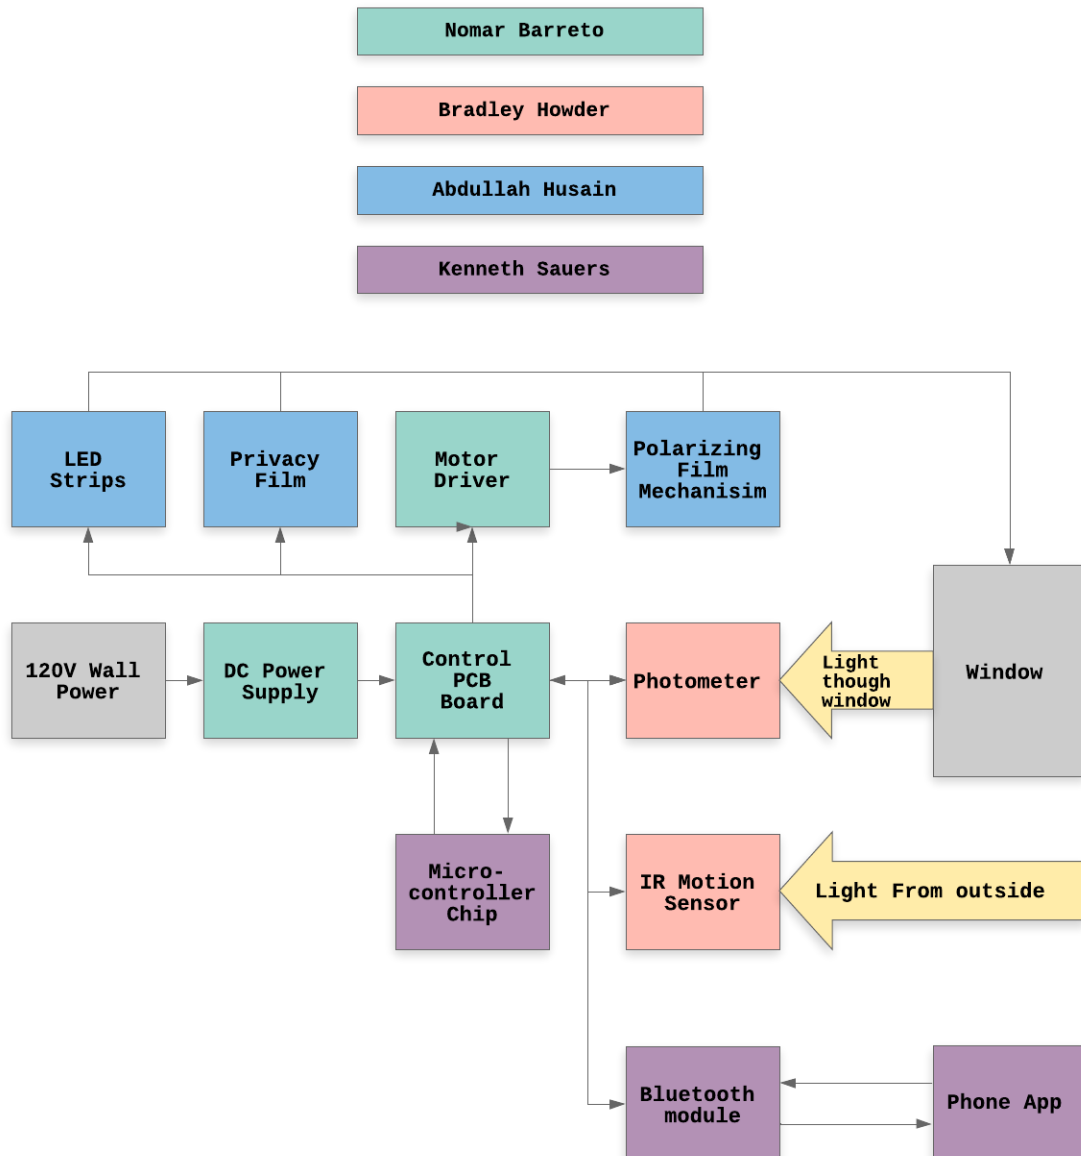 Nomar Barreto
Bradley Howder
Abdullah Husain
Kenneth Sauers
LED
Strips
Privacy
Film
Motor
Driver
Polarizing
Film
Mechanisim
120V Wall
Power
DC Power
Supply
Control
PCB
Board
Photometer
Light
though
window
Window
Micro-
controller
Chip
IR Motion
Sensor
Light From outside
Bluetooth
module
Phone App